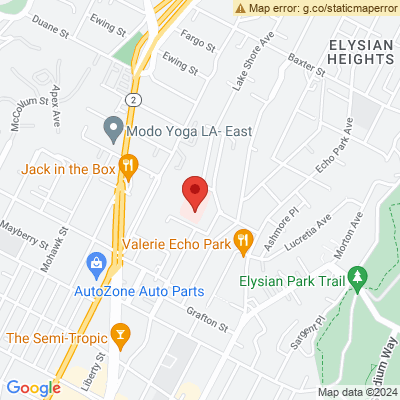 Map error: g.co/staticmaperror
Duane St
Ewing St
Fargo St
Ewing St
Lake Shore Ave
ELYSIAN
HEIGHTS
Baxter St
McCollum St
Apex Ave
2
Modo Yoga LA- East
Echo Park Ave
Jack in the Box
Mayberry St
Mohawk St
Valerie Echo Park
Ashmore Pl
Lucretia Ave
Morton Ave
AutoZone Auto Parts
Elysian Park Trail
Grafton St
The Semi-Tropic
Sargent Pl
Liberty St
Google
Map data ©2024